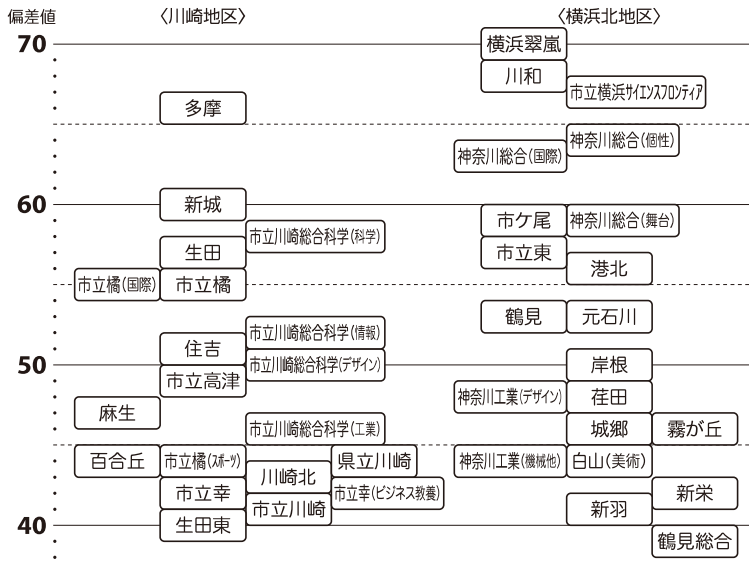 偏差値
〈川崎地区〉
〈横浜北地区〉
70
横浜翠嵐
川和
市立横浜サイエンスフロンティア
多摩
神奈川総合(個性)
神奈川総合(国際)
60
新城
市ケ尾
神奈川総合(舞台)
市立川崎総合科学(科学)
生田
市立東
港北
市立橘(国際)
市立橘
鶴見
元石川
市立川崎総合科学(情報)
住吉
50
市立川崎総合科学(デザイン)
岸根
市立高津
神奈川工業(デザイン)
荏田
麻生
市立川崎総合科学(工業)
城郷
霧が丘
百合丘
市立橘(スポーツ)
県立川崎
神奈川工業(機械他)
白山(美術)
川崎北
市立幸
市立幸(ビジネス教養)
新栄
市立川崎
新羽
40
生田東
鶴見総合